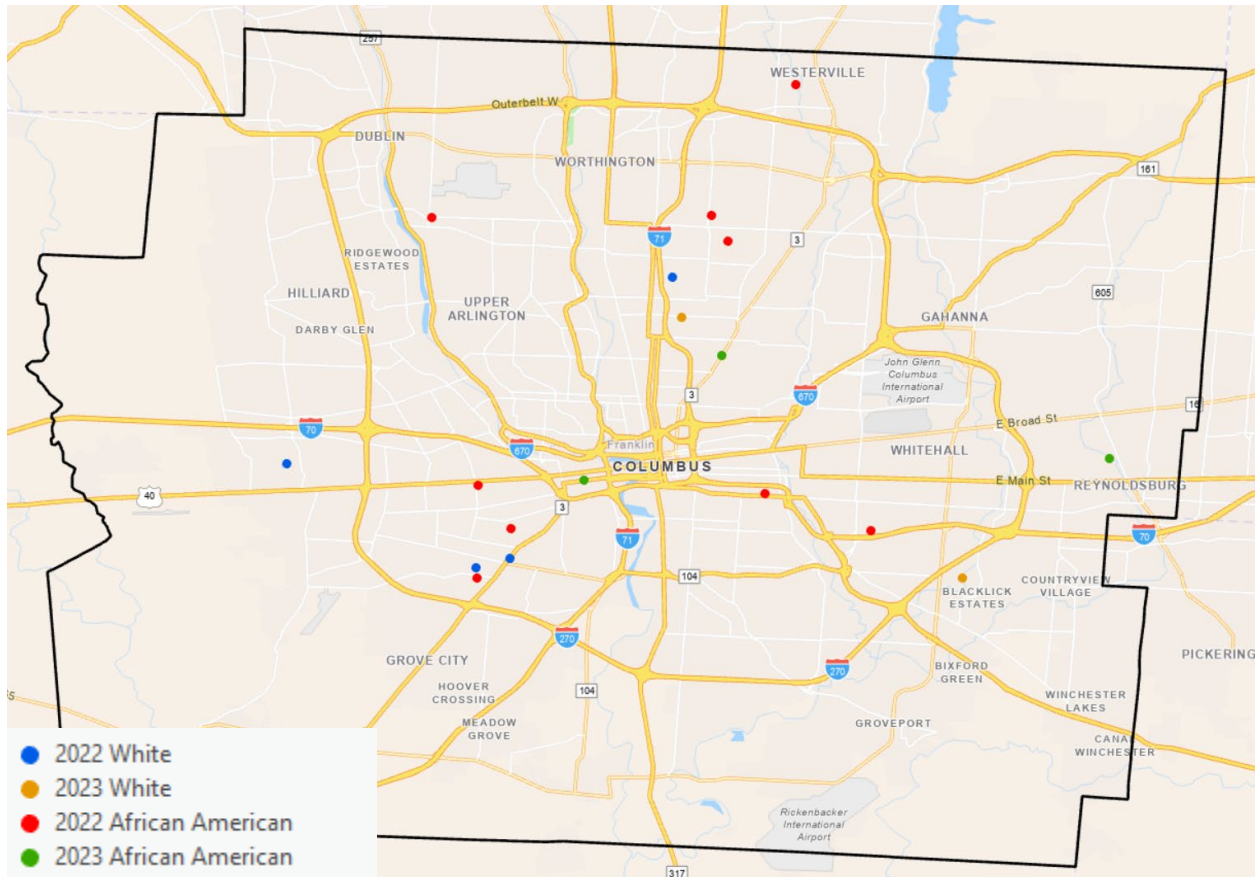 257
WESTERVILLE
Outerbelt W
DUBLIN
WORTHINGTON
161
71
3
RIDGEWOOD
ESTATES
HILLIARD
UPPER
ARLINGTON
605
DARBY GLEN
GAHANNA
John Glenn
Columbus
International
Airport
3
670
16
70
E Broad St
Franklin
670
WHITEHALL
COLUMBUS
40
E Main St
REYNOLDSBURG
3
71
70
104
BLACKLICK
ESTATES
COUNTRYVIEW
VILLAGE
270
PICKERING
GROVE CITY
BIXFORD
GREEN
270
HOOVER
CROSSING
104
WINCHESTER
LAKES
MEADOW
GROVE
GROVEPORT
CANAL
WINCHESTER
2022 White
2023 White
2022 African American
2023 African American
Rickenbacker
International
Airport
317